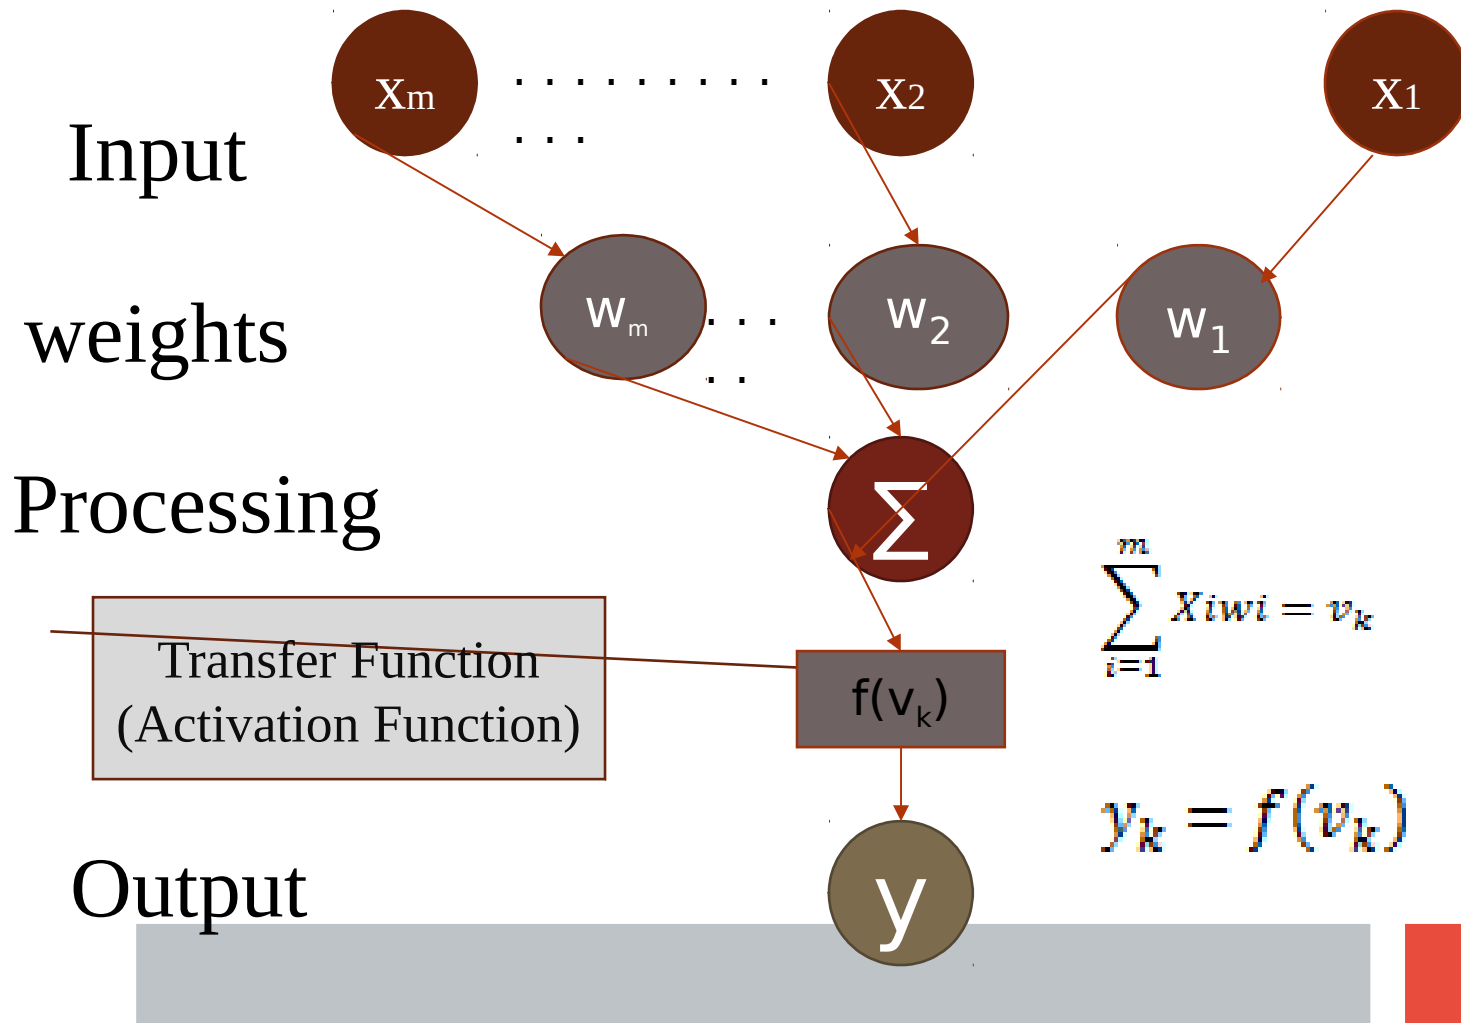 xm . . . . . . . . . x2 x1
. . .
Input
wm . . . w2 w1
. .
weights
Processing
Σ
m
∑ Xiwi = vk
i=1
Transfer Function
(Activation Function)
f(vk)
yk = f(vk)
Output
y